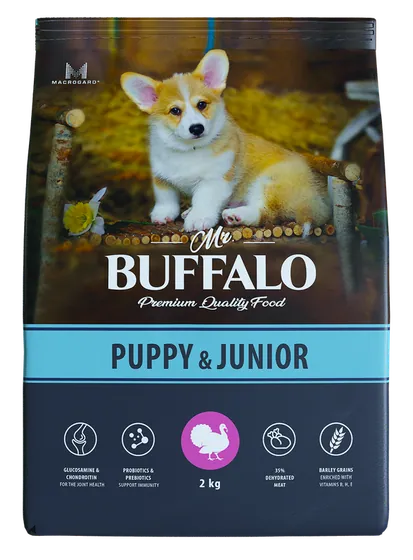 MACROGARD®
Mr.
BUFFALO
Premium Quality Food
PUPPY & JUNIOR
GLUCOSAMINE &
CHONDROITIN
FOR THE JOINT HEALTH
PROBIOTICS &
PREBIOTICS
SUPPORT IMMUNITY
2 kg
35%
DEHYDRATED
MEAT
BARLEY GRAINS
ENRICHED WITH
VITAMINS B, H, E